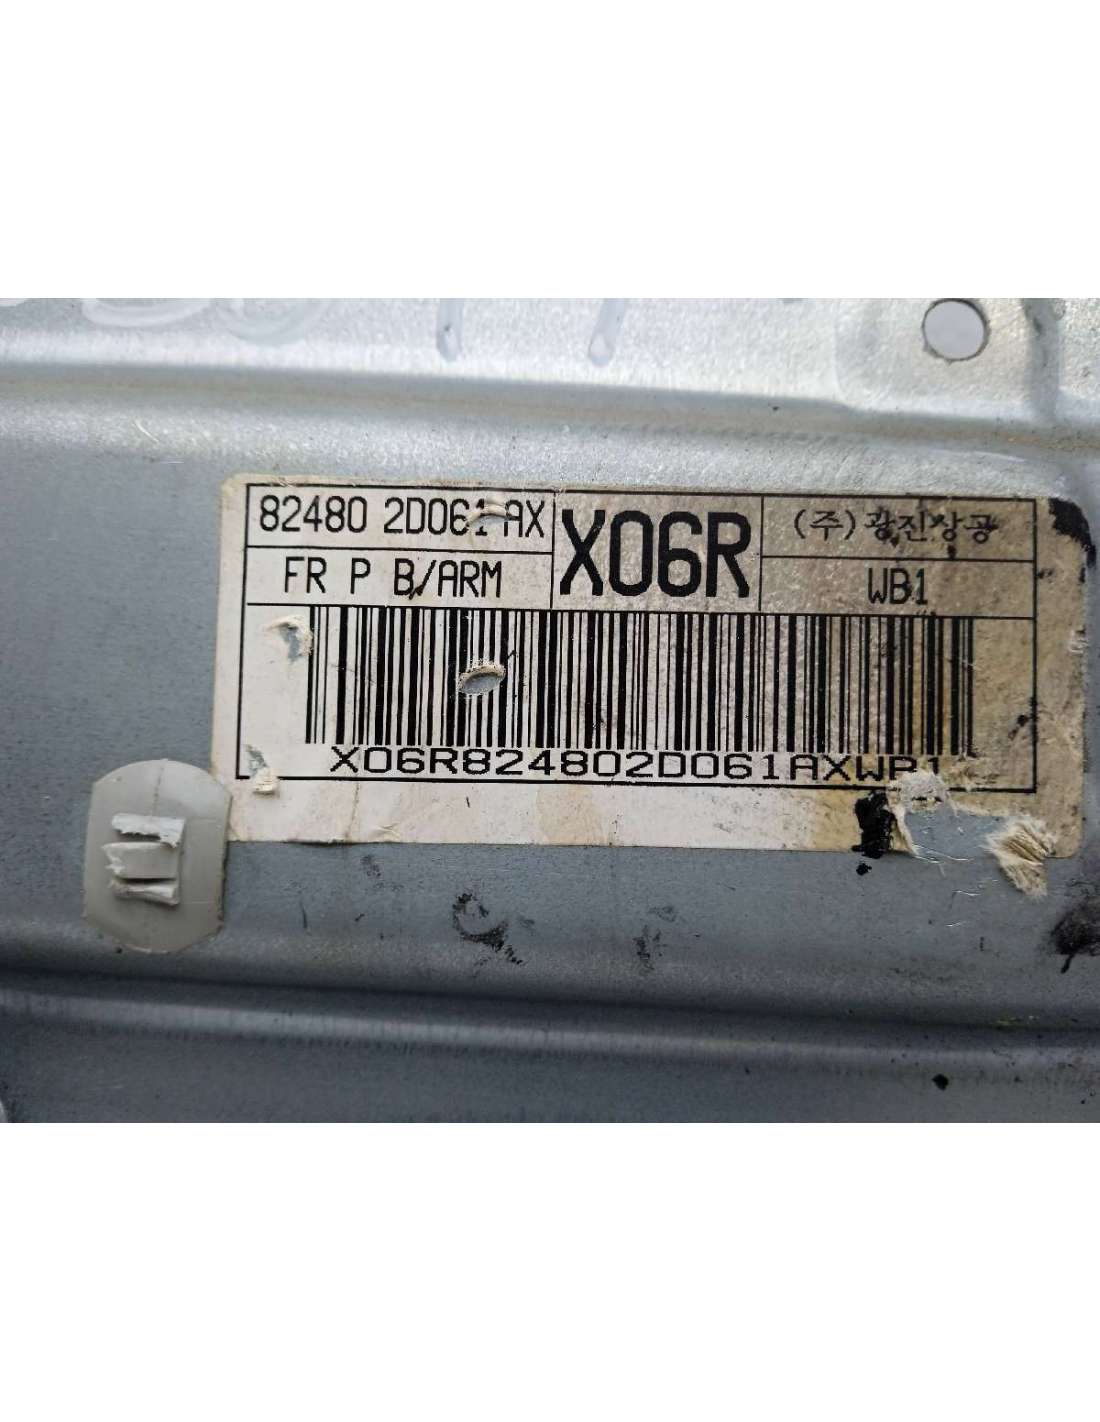 82480 2D061 AX
X06R
(주)광진상공
FR P B/ARM
WB1
X06R824802D061AXWB1